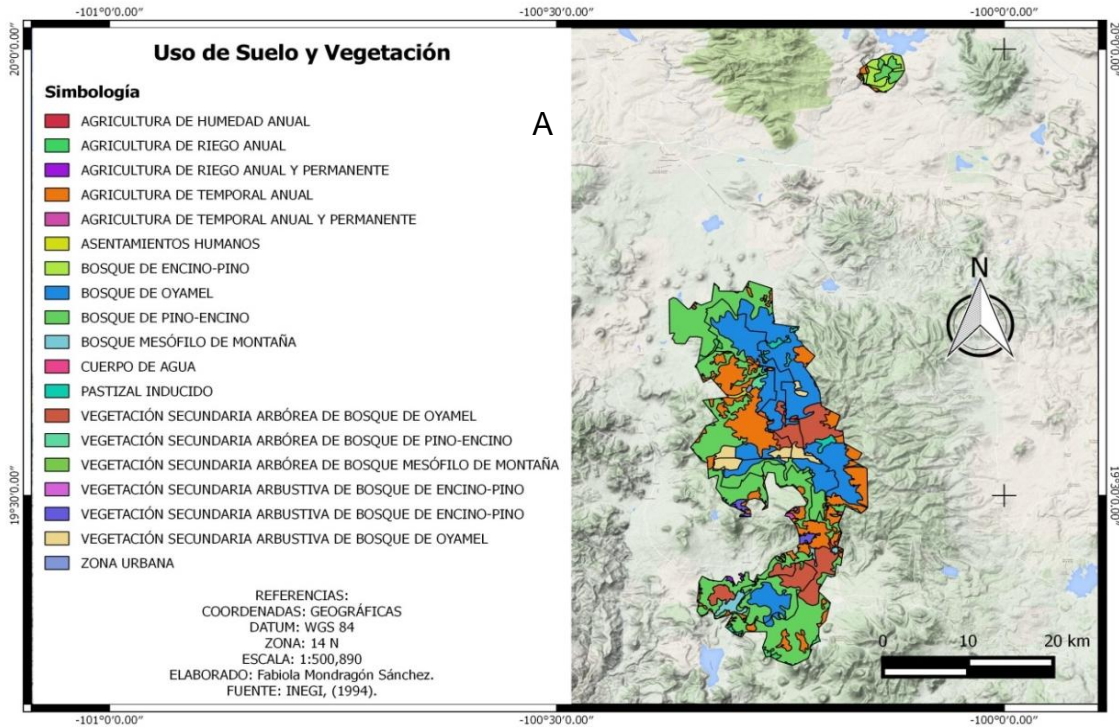 -101°0'0.00" -100°30'0.00" -100°0'0.00"
20°0'0.00" 20°0'0.00"
Uso de Suelo y Vegetación
Simbología
A
AGRICULTURA DE HUMEDAD ANUAL
AGRICULTURA DE RIEGO ANUAL
AGRICULTURA DE RIEGO ANUAL Y PERMANENTE
AGRICULTURA DE TEMPORAL ANUAL
AGRICULTURA DE TEMPORAL ANUAL Y PERMANENTE
ASENTAMIENTOS HUMANOS
BOSQUE DE ENCINO-PINO
BOSQUE DE OYAMEL
BOSQUE DE PINO-ENCINO
BOSQUE MESÓFILO DE MONTAÑA
CUERPO DE AGUA
PASTIZAL INDUCIDO
VEGETACIÓN SECUNDARIA ARBÓREA DE BOSQUE DE OYAMEL
VEGETACIÓN SECUNDARIA ARBÓREA DE BOSQUE DE PINO-ENCINO
VEGETACIÓN SECUNDARIA ARBÓREA DE BOSQUE MESÓFILO DE MONTAÑA
VEGETACIÓN SECUNDARIA ARBUSTIVA DE BOSQUE DE ENCINO-PINO
VEGETACIÓN SECUNDARIA ARBUSTIVA DE BOSQUE DE ENCINO-PINO
VEGETACIÓN SECUNDARIA ARBUSTIVA DE BOSQUE DE OYAMEL
ZONA URBANA
N
19°30'0.00" 19°30'0.00"
REFERENCIAS:
COORDENADAS: GEOGRÁFICAS
DATUM: WGS 84
ZONA: 14 N
ESCALA: 1:500,890
ELABORADO: Fabiola Mondragón Sánchez.
FUENTE: INEGI, (1994).
0 10 20 km
-101°0'0.00" -100°30'0.00" -100°0'0.00"